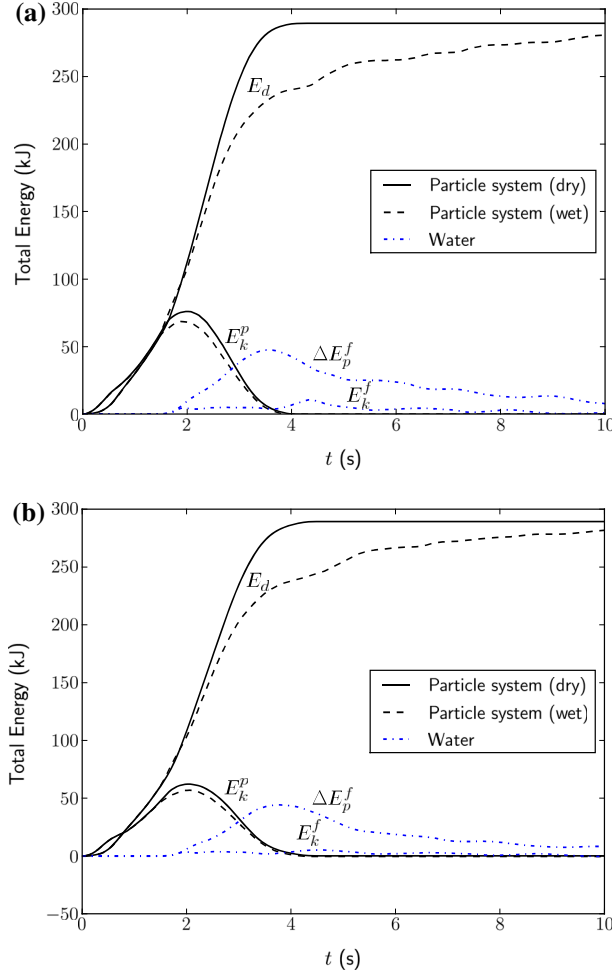 (a)
300
250
200
150
100
50
0
0 2 4 6 8 10
Total Energy (kJ)
t (s)
E_d
E_k^p
ΔE_p^f
E_k^f
Particle system (dry)
Particle system (wet)
Water
(b)
300
250
200
150
100
50
0
−50
0 2 4 6 8 10
Total Energy (kJ)
t (s)
E_d
E_k^p
ΔE_p^f
E_k^f
Particle system (dry)
Particle system (wet)
Water